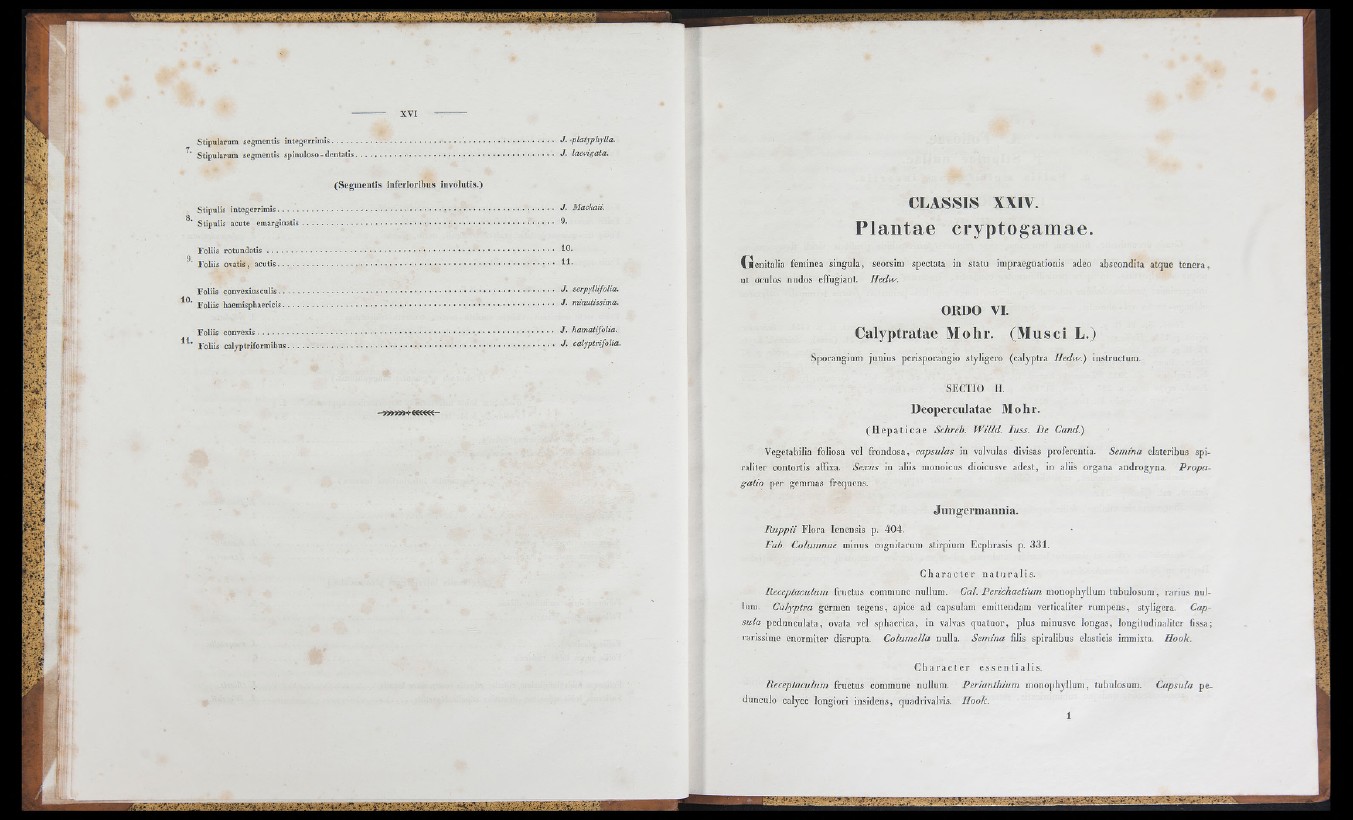 XVI
7. Stipularum segmentis integerrimis. . . . . . . . . . . J. platyphylla.
Stipularum segmentis spinuloso-dentatis. . . . . . . . . . . J. laevigata.
(Segmentis inferioribus involutis.)
8. Stipulis integerrimis. . . . . . . . . . . J. Mackaii.
Stipulis acute emarginatis . . . . . . . . . . . 9.
9. Foliis rotundatis . . . . . . . . . . . 10.
Foliis ovatis, acutis. . . . . . . . . . . 11.
10. Foliis convexiusculis. . . . . . . . . . . J. serpyllifolia.
Foliis haemisphaericis. . . . . . . . . . . J. minutissima.
11. Foliis convexis . . . . . . . . . . . J. hamatifolia.
Foliis calyptriformibus. . . . . . . . . . . J. calyptrifolia.
CLASSIS XXIV.
Plantae cryptogamae.
Genitalia feminea singula, seorsim spectata in statu impraegnationis adeo abscondita atque tenera,
ut oculos nudos effugiant. Hedw.
ORDO VI.
Calyptratae Mohr. (Musci L.)
Sporangium junius perisporangio styligero (calyptra Hedw.) instructum.
SECTIO II.
Deoperculatae Mohr.
(Hepaticae Schreb. Willd. Iuss. De Cand.)
Vegetabilia foliosa vel frondosa, capsulas in valvulas divisas proferentia. Semina elateribus spi-
raliter contortis affixa. Sexus in aliis monoicus dioicusve adest, in aliis organa androgyna. Propa-
gatio per gemmas frequens.
Jungermannia.
Ruppii Flora Ienensis p. 404.
Fab. Columnae minus cognitarum stirpium Ecphrasis p. 331.
Character naturalis.
Receptaculum fructus commune nullum. Cal. Perichaetium monophyllum tubulosum, rarius nul-
lum. Calyptra germen tegens, apice ad capsulam emittendam verticaliter rumpens, styligera. Cap-
sula pedunculata, ovata vel sphaerica, in valvas quatuor, plus minusve longas, longitudinaliter fissa;
rarissime enormiter disrupta. Columella nulla. Semina filis spiralibus elasticis immixta. Hook.
Character essentialis.
Receptaculum fructus commune nullum. Perianthium monophyllum, tubulosum. Capsula pe-
dunculo calyce longiori insidens, quadrivalvis. Hook.
1